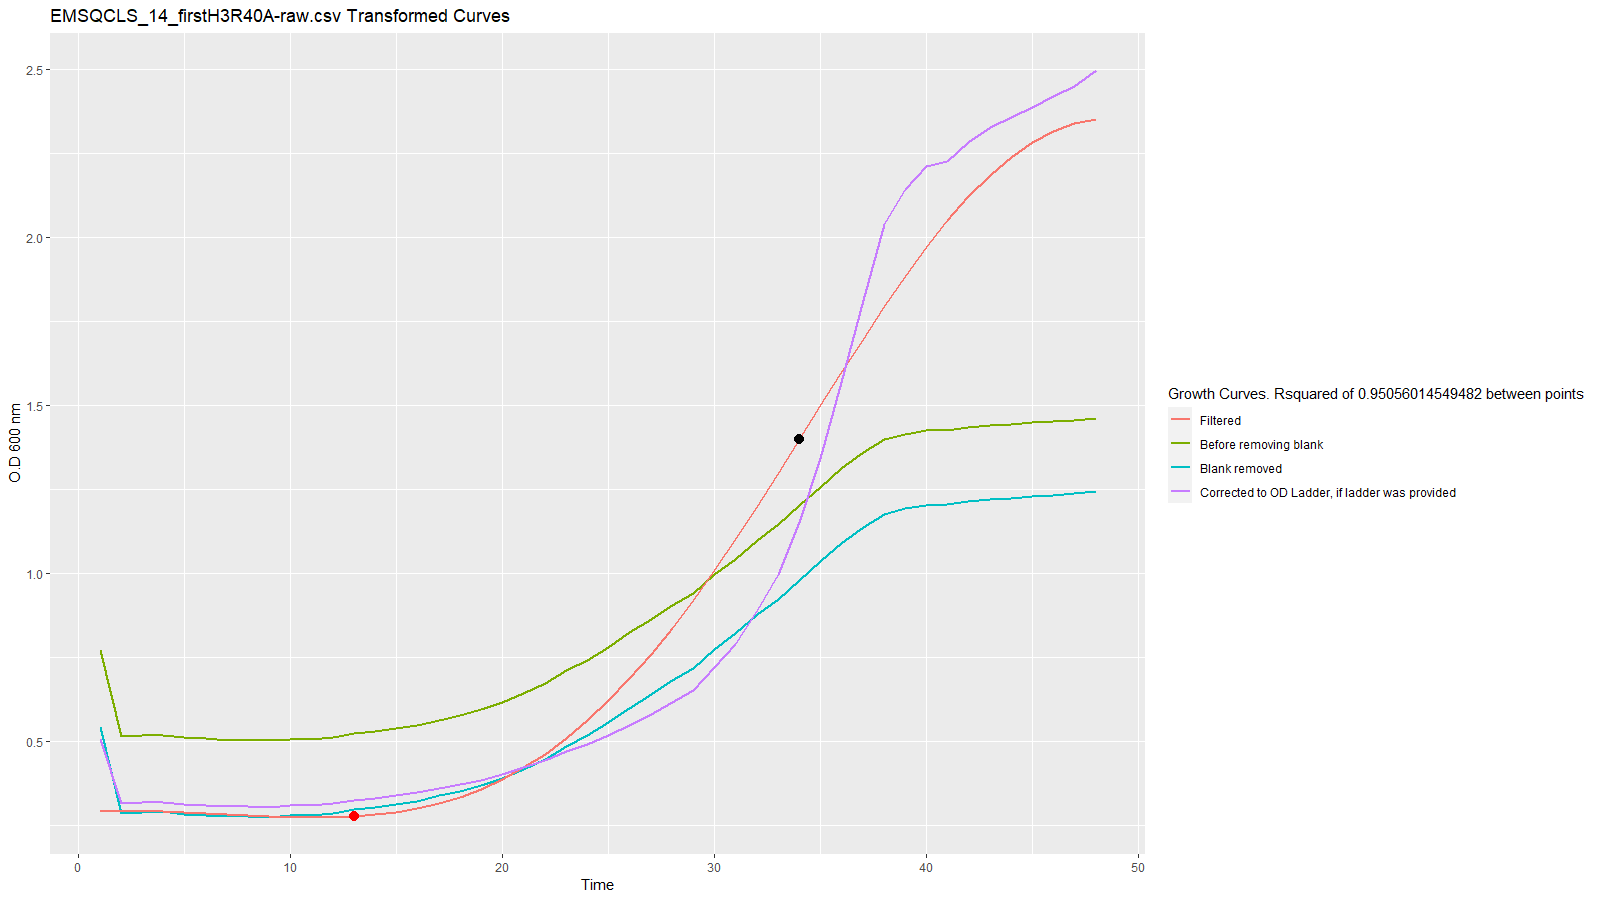 EMSQCLS_14_firstH3R40A-raw.csv Transformed Curves
2.5
2.0
1.5
1.0
0.5
O.D 600 nm
0 10 20 30 40 50
Time
Growth Curves. Rsquared of 0.95056014549482 between points
Filtered
Before removing blank
Blank removed
Corrected to OD Ladder, if ladder was provided